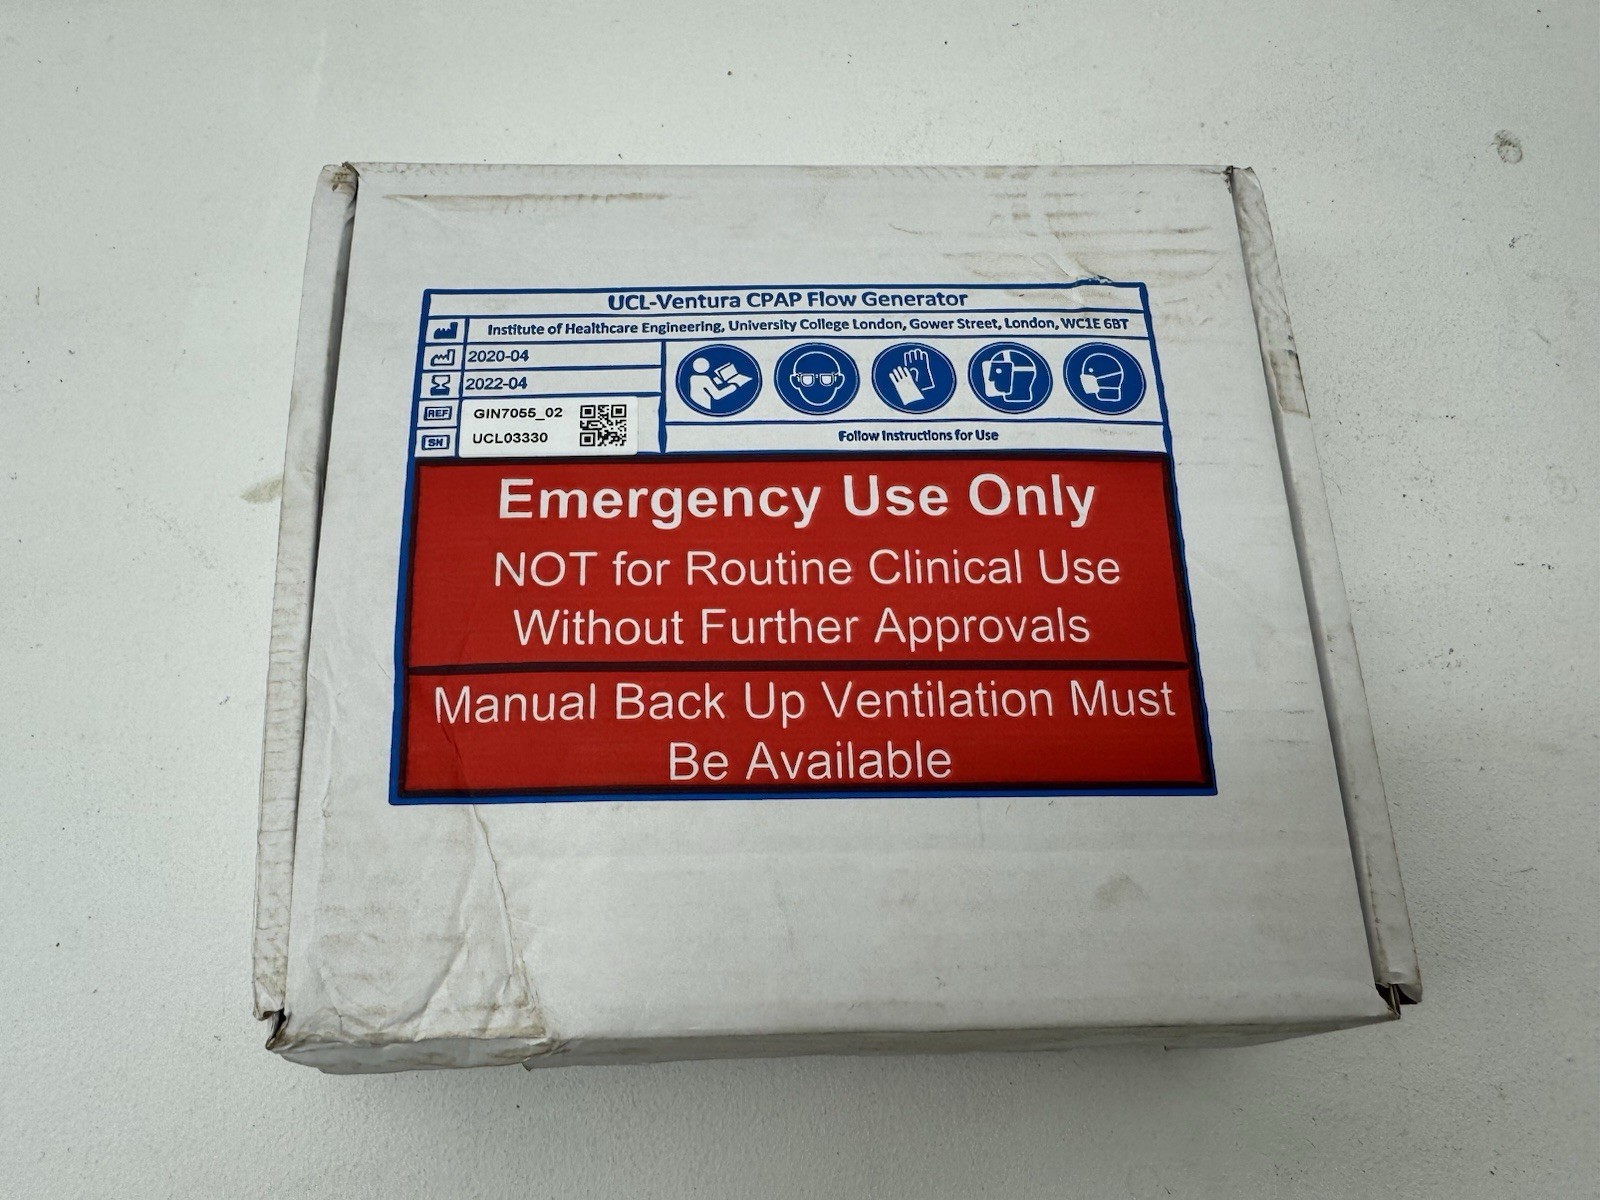 UCL-Ventura CPAP Flow Generator
Institute of Healthcare Engineering, University College London, Gower Street, London, WC1E 6BT
2020-04
2022-04
REF GIN7055_02
SN UCL03330
Follow Instructions for Use
Emergency Use Only
NOT for Routine Clinical Use
Without Further Approvals
Manual Back Up Ventilation Must
Be Available